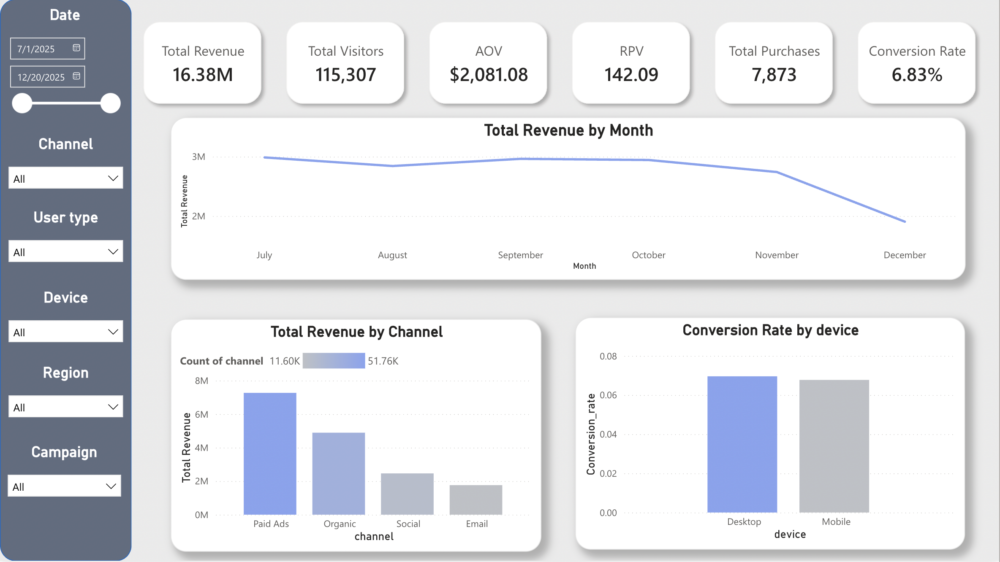 Date
7/1/2025
12/20/2025
Channel
All
User type
All
Device
All
Region
All
Campaign
All
Total Revenue
16.38M
Total Visitors
115,307
AOV
$2,081.08
RPV
142.09
Total Purchases
7,873
Conversion Rate
6.83%
Total Revenue by Month
Total Revenue
3M
2M
July August September October November December
Month
Total Revenue by Channel
Count of channel 11.60K 51.76K
Total Revenue
8M
6M
4M
2M
0M
Paid Ads Organic Social Email
channel
Conversion Rate by device
Conversion_rate
0.08
0.06
0.04
0.02
0.00
Desktop Mobile
device